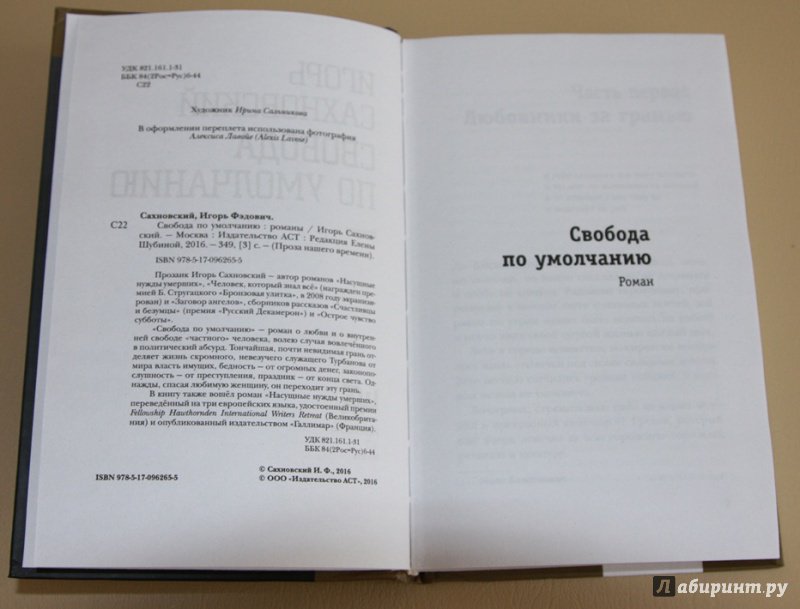 УДК 821.161.1-31
ББК 84(2Рос=Рус)6-44
С22
Художник Ирина Сальникова
В оформлении переплета использована фотография
Алексиса (Alexis Lavoie)
Сахновский, Игорь Фэдович.
С22 Свобода по умолчанию : романы / Игорь Сахнов-
ский. — Москва : Издательство АСТ : Редакция Елены
Шубиной, 2016. — 349, [3] с. — (Проза нашего времени).
ISBN 978-5-17-096265-5
Прозаик Игорь Сахновский — автор романов «Насущные
нужды умерших», «Человек, который знал всё» (награжден пре-
мией Б. Стругацкого «Бронзовая улитка», в 2008 году экранизи-
рован) и «Заговор ангелов», сборников рассказов «Счастливцы
и безумцы» (премия «Русский Декамерон») и «Острое чувство
субботы».
«Свобода по умолчанию» — роман о любви и о внутрен-
ней свободе «частного» человека, волею случая вовлечённого
в политический абсурд. Тончайшая, почти невидимая грань от-
деляет жизнь скромного, невезучего служащего Турбанова от
мира власть имущих, бедность — от огромных денег, законопо-
слушность — от преступления, праздник — от конца света. Од-
нажды, спасая любимую женщину, он переходит эту грань.
В книгу также вошёл роман «Насущные нужды умерших»,
переведённый на три европейских языка, удостоенный премии
Fellowship Hawthornden International Writers Retreat (Великобри-
тания) и опубликованный издательством «Галлимар» (Франция).
УДК 821.161.1-31
ББК 84(2Рос=Рус)6-44
ISBN 978-5-17-096265-5
© Сахновский И. Ф., 2016
© ООО «Издательство АСТ», 2016
Свобода
по умолчанию
Роман
Лабиринт.ру